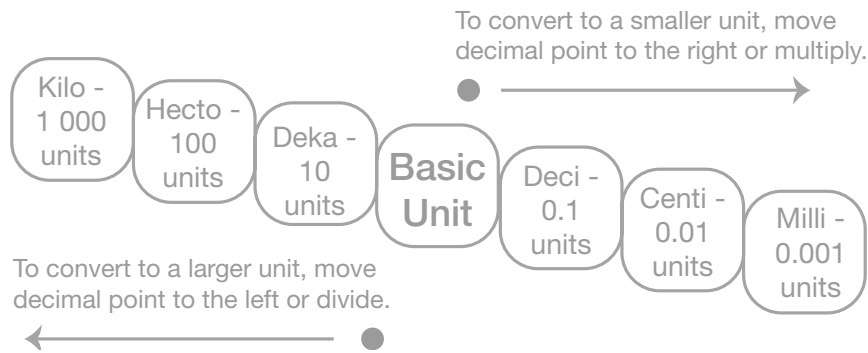 To convert to a smaller unit, move
decimal point to the right or multiply.
Kilo -
1 000
units
Hecto -
100
units
Deka -
10
units
Basic
Unit
Deci -
0.1
units
Centi -
0.01
units
Milli -
0.001
units
To convert to a larger unit, move
decimal point to the left or divide.